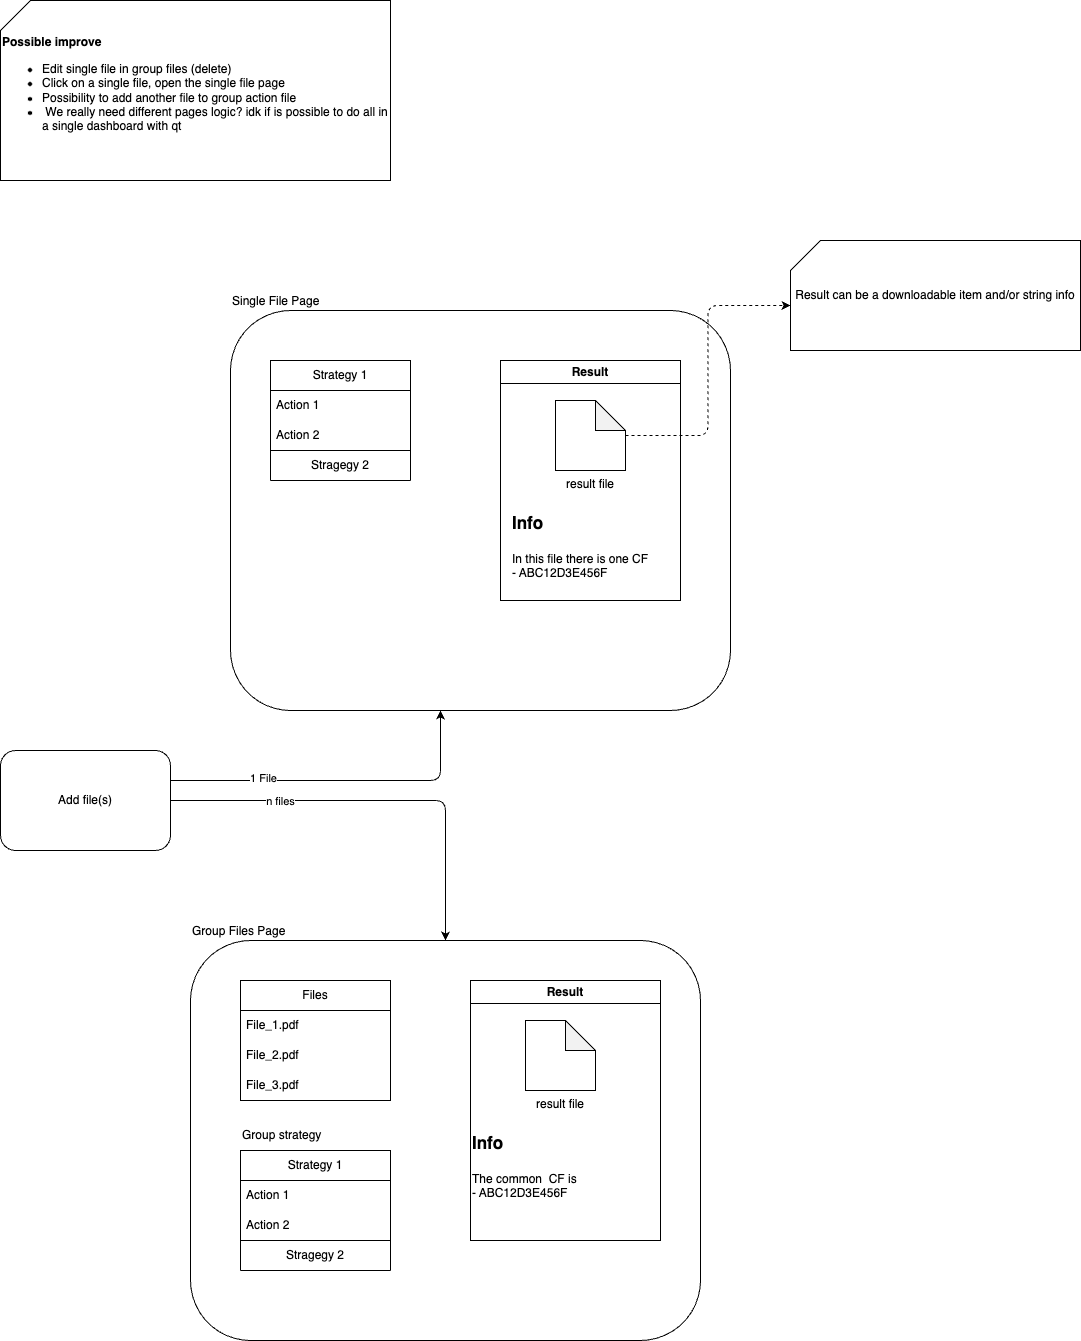 Possible improve
• Edit single file in group files (delete)
• Click on a single file, open the single file page
• Possibility to add another file to group action file
• We really need different pages logic? idk if is possible to do all in
a single dashboard with qt
Result can be a downloadable item and/or string info
Single File Page
Strategy 1
Action 1
Action 2
Stragegy 2
Result
result file
Info
In this file there is one CF
- ABC12D3E456F
Add file(s)
1 File
n files
Group Files Page
Files
File_1.pdf
File_2.pdf
File_3.pdf
Group strategy
Strategy 1
Action 1
Action 2
Stragegy 2
Result
result file
Info
The common  CF is
- ABC12D3E456F